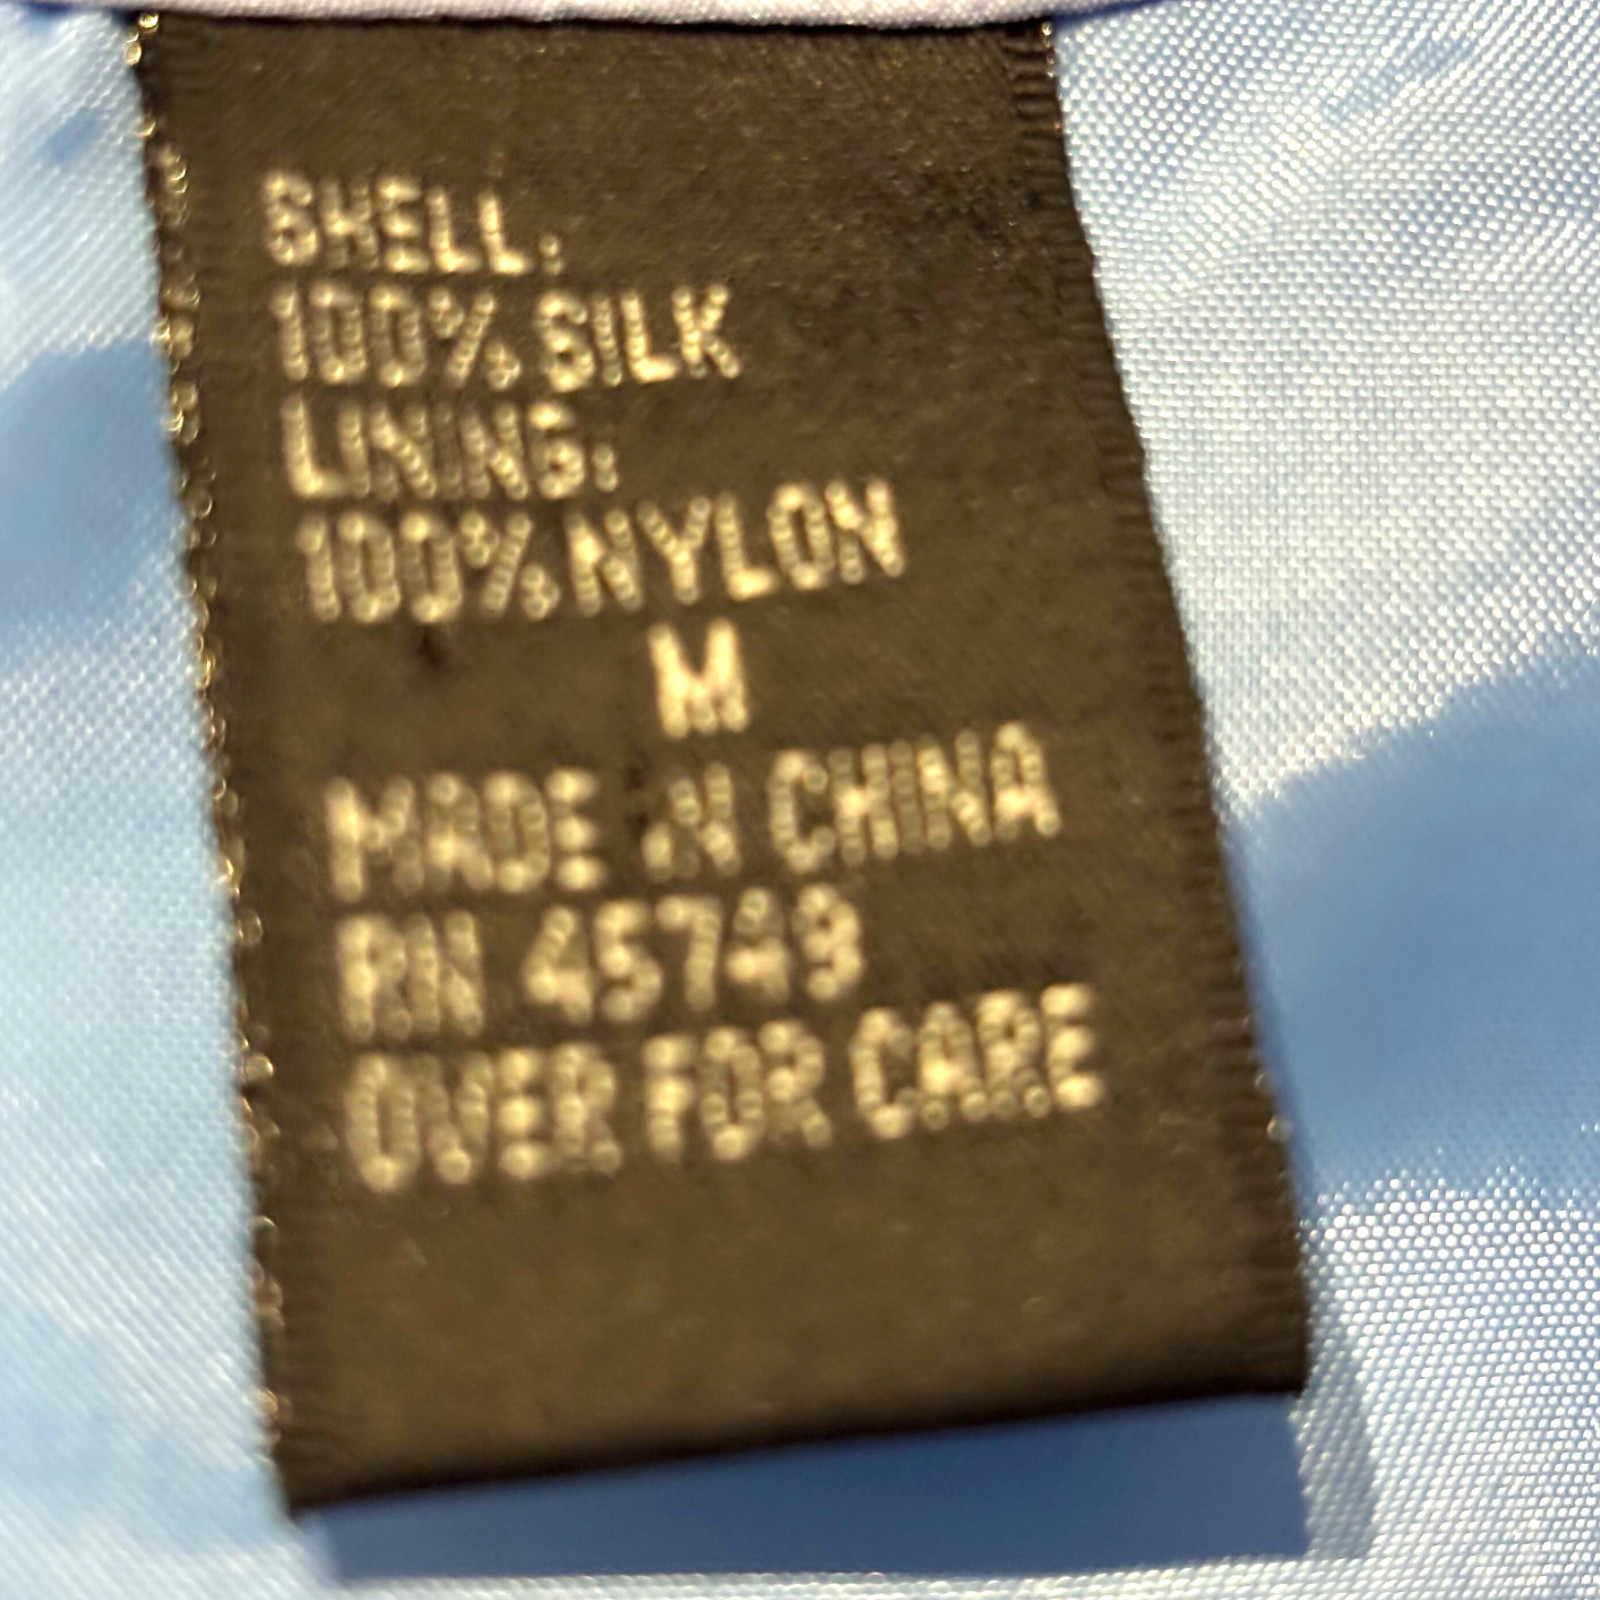 SHELL:
100% SILK
LINING:
100% NYLON
M
MADE IN CHINA
RN 45749
OVER FOR CARE